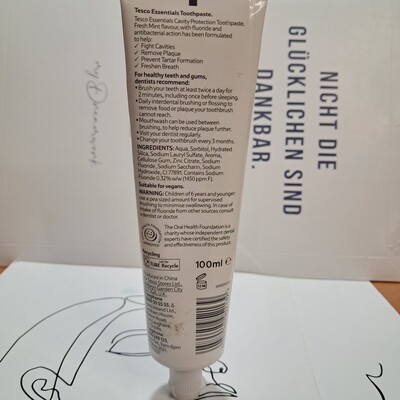 Tesco Essentials Toothpaste.
Tesco Essentials Cavity Protection Toothpaste,
Fresh Mint flavour, with fluoride and
antibacterial action has been formulated
to help:
✓ Fight Cavities
✓ Remove Plaque
✓ Prevent Tartar Formation
✓ Freshen Breath
For healthy teeth and gums,
dentists recommend:
• Brush your teeth at least twice a day for
2 minutes, including once before sleeping.
• Daily interdental brushing or flossing to
remove food or plaque your toothbrush
cannot reach.
• Mouthwash can be used between
brushing, to help reduce plaque further.
• Visit your dentist regularly.
• Change your toothbrush every 3 months.
INGREDIENTS: Aqua, Sorbitol, Hydrated
Silica, Sodium Lauryl Sulfate, Aroma,
Cellulose Gum, Zinc Citrate, Sodium
Fluoride, Sodium Saccharin, Sodium
Hydroxide, CI 77891. Contains Sodium
Fluoride 0.32% w/w (1450 ppm F).
Suitable for vegans.
WARNING: Children of 6 years and younger:
use a pea sized amount for supervised
brushing to minimise swallowing. In case of
intake of fluoride from other sources consult
a dentist or doctor.
The Oral Health Foundation is a
charity whose independent dental
experts have certified the safety
and effectiveness of this product.
Recycling
TUBE Recycle
100ml e
in China
Stores Ltd.,
Garden City
NICHT DIE
GLÜCKLICHEN SIND
DANKBAR.
my Dreamwork